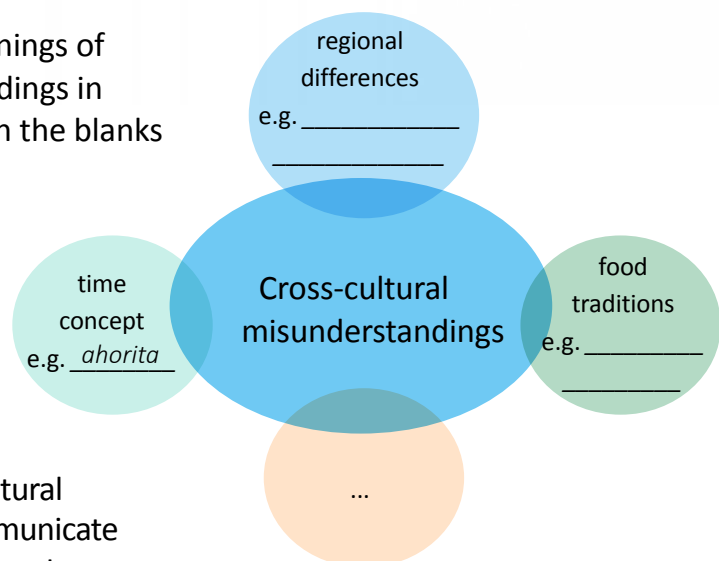 nings of
dings in
n the blanks
regional
differences
e.g. ____________
_____________
time
concept
e.g. ahorita
Cross-cultural
misunderstandings
food
traditions
e.g. _________
_________
...
tural
municate